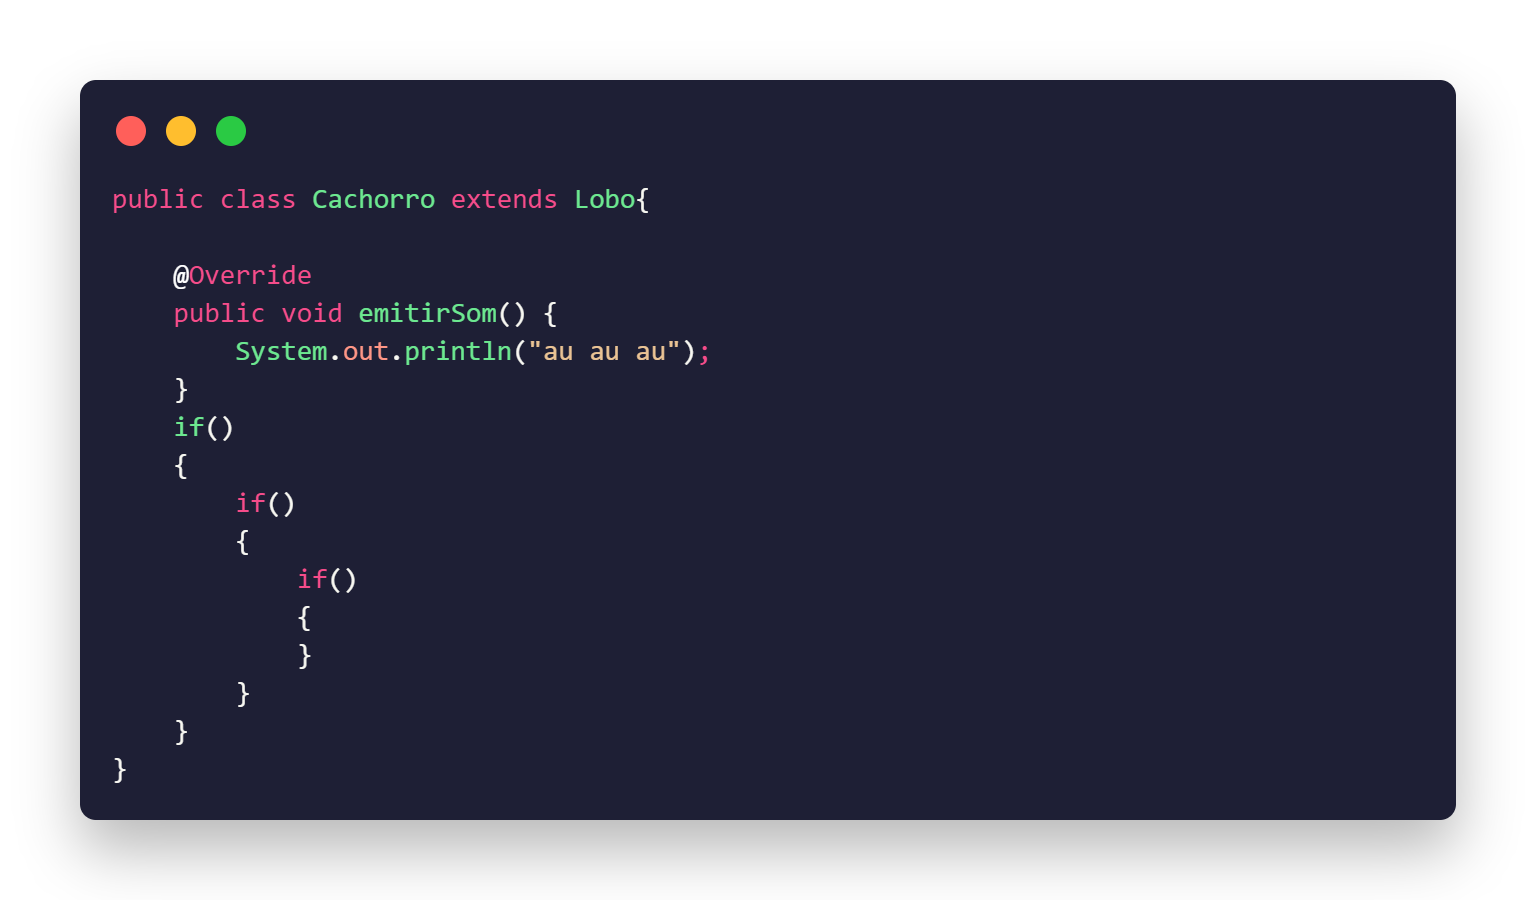 public class Cachorro extends Lobo{
@Override
public void emitirSom() {
System.out.println("au au au");
}
if()
{
if()
{
if()
{
}
}
}
}